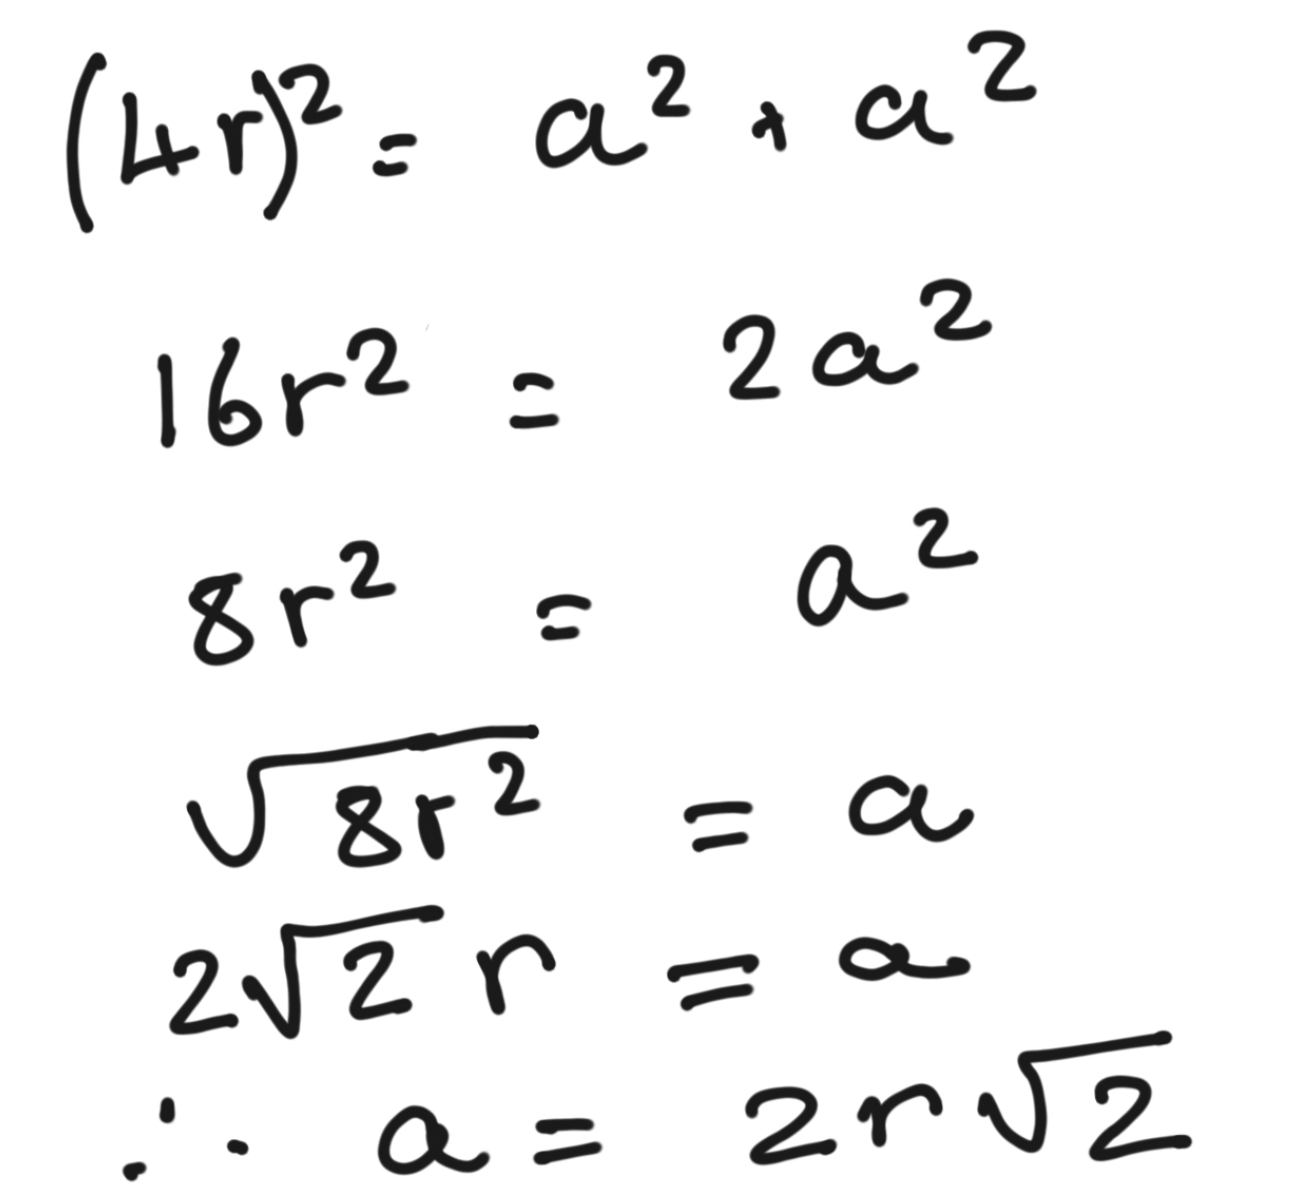 (4r)² = a² + a²
16r² = 2a²
8r² = a²
√(8r²) = a
2√2 r = a
∴ a = 2r√2